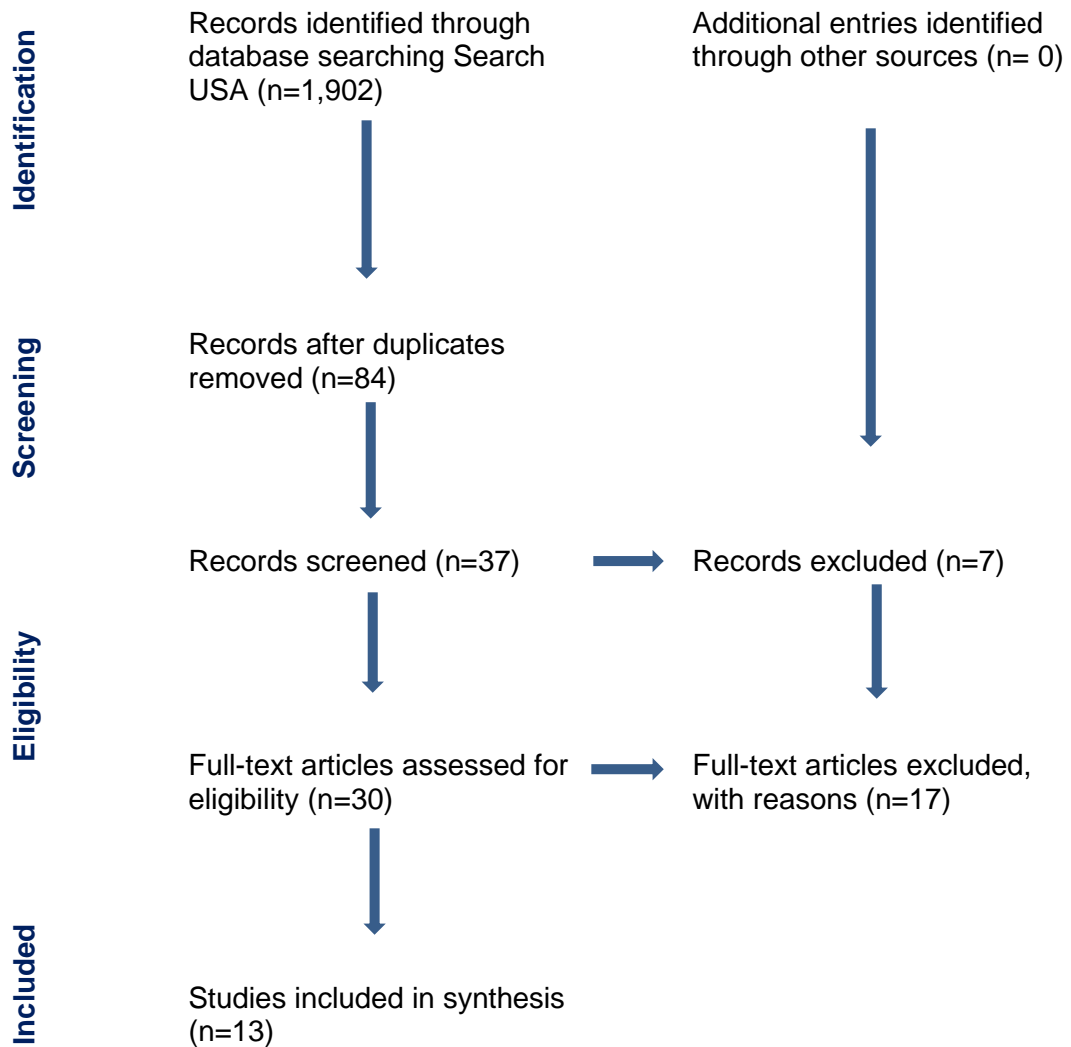 Identification
Records identified through
database searching Search
USA (n=1,902)
Additional entries identified
through other sources (n= 0)
Screening
Records after duplicates
removed (n=84)
Records screened (n=37)
Records excluded (n=7)
Eligibility
Full-text articles assessed for
eligibility (n=30)
Full-text articles excluded,
with reasons (n=17)
Included
Studies included in synthesis
(n=13)